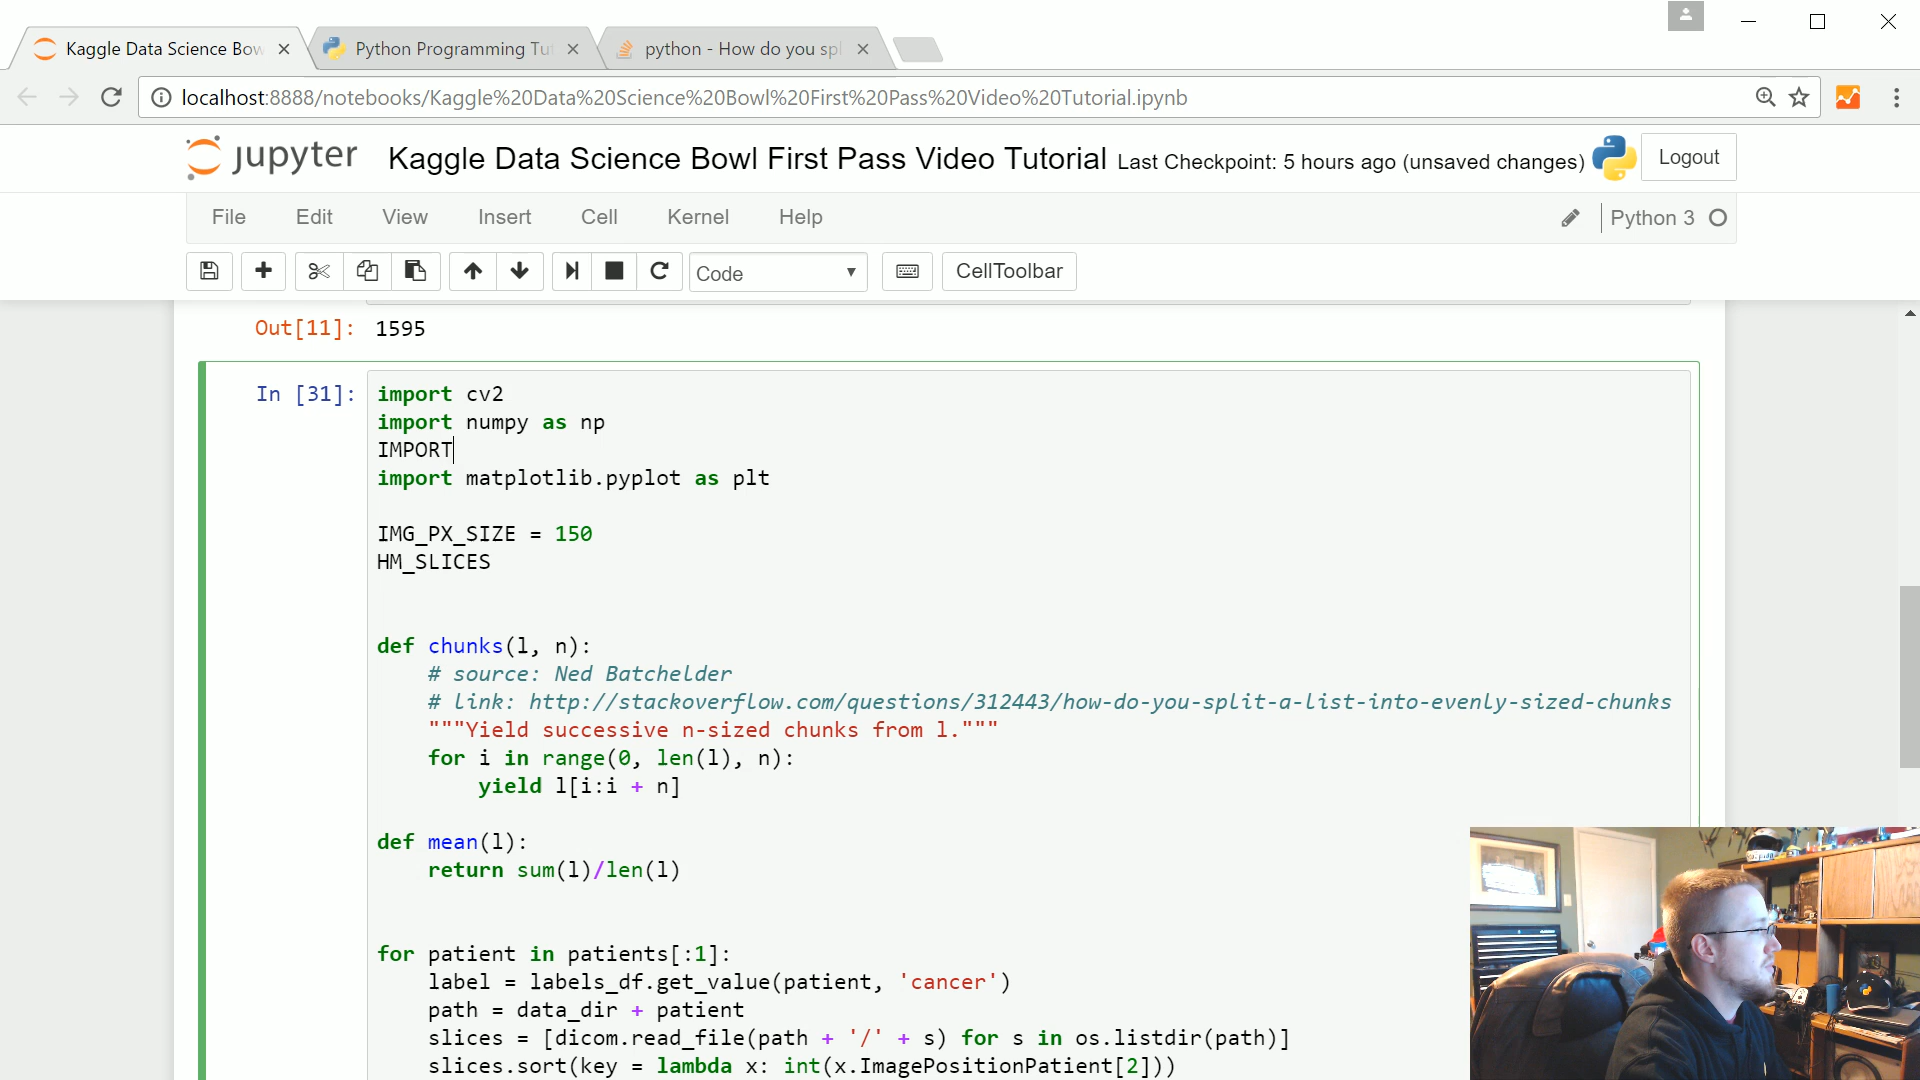 Kaggle Data Science Bow
Python Programming Tut
python - How do you spl
localhost:8888/notebooks/Kaggle%20Data%20Science%20Bowl%20First%20Pass%20Video%20Tutorial.ipynb
jupyter
Kaggle Data Science Bowl First Pass Video Tutorial Last Checkpoint: 5 hours ago (unsaved changes)
Logout
File Edit View Insert Cell Kernel Help
Python 3
Code
CellToolbar
Out[11]: 1595
In [31]: import cv2
import numpy as np
IMPORT
import matplotlib.pyplot as plt
IMG_PX_SIZE = 150
HM_SLICES
def chunks(l, n):
# source: Ned Batchelder
# link: http://stackoverflow.com/questions/312443/how-do-you-split-a-list-into-evenly-sized-chunks
"""Yield successive n-sized chunks from l."""
for i in range(0, len(l), n):
yield l[i:i + n]
def mean(l):
return sum(l)/len(l)
for patient in patients[:1]:
label = labels_df.get_value(patient, 'cancer')
path = data_dir + patient
slices = [dicom.read_file(path + '/' + s) for s in os.listdir(path)]
slices.sort(key = lambda x: int(x.ImagePositionPatient[2]))